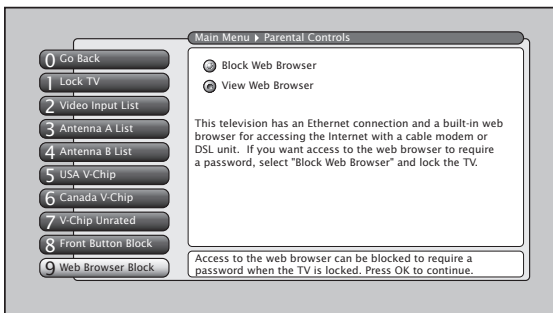 Main Menu ▶ Parental Controls
0 Go Back
1 Lock TV
2 Video Input List
3 Antenna A List
4 Antenna B List
5 USA V-Chip
6 Canada V-Chip
7 V-Chip Unrated
8 Front Button Block
9 Web Browser Block
Block Web Browser
View Web Browser
This television has an Ethernet connection and a built-in web
browser for accessing the Internet with a cable modem or
DSL unit. If you want access to the web browser to require
a password, select "Block Web Browser" and lock the TV.
Access to the web browser can be blocked to require a
password when the TV is locked. Press OK to continue.